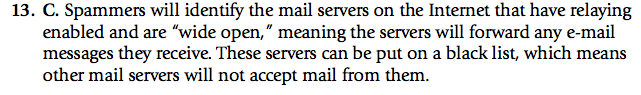 13. C. Spammers will identify the mail servers on the Internet that have relaying
enabled and are “wide open,” meaning the servers will forward any e-mail
messages they receive. These servers can be put on a black list, which means
other mail servers will not accept mail from them.